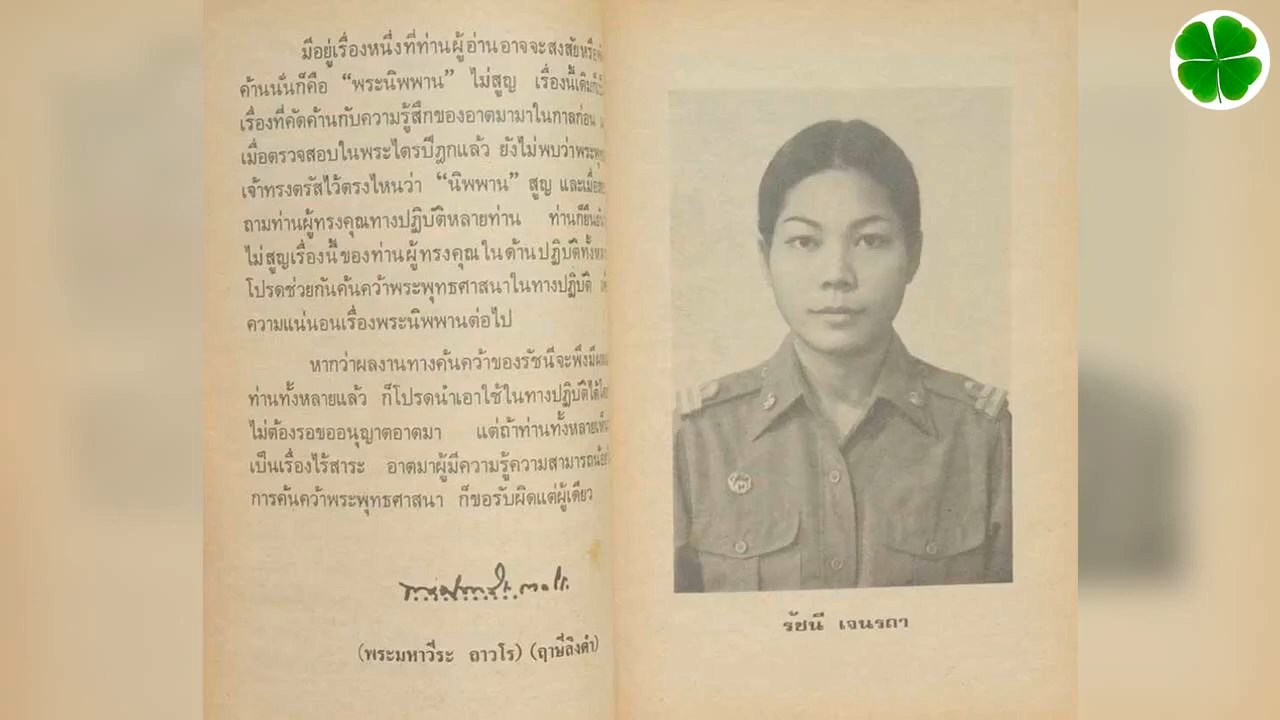 มีอยู่เรื่องหนึ่งที่ท่านผู้อ่านอาจจะสงสัยหรือ
ค้านนั่นก็คือ “พระนิพพาน” ไม่สูญ เรื่องนี้เดิมก็
เรื่องที่คัดค้านกับความรู้สึกของอาตมามาในกาลก่อน
เมื่อตรวจสอบในพระไตรปิฎกแล้ว ยังไม่พบว่าพระพุทธ
เจ้าทรงตรัสไว้ตรงไหนว่า “นิพพาน” สูญ และเมื่อ
ถามท่านผู้ทรงคุณทางปฏิบัติหลายท่าน ท่านก็ยืน
ไม่สูญเรื่องนี้ของท่านผู้ทรงคุณในด้านปฏิบัติ
โปรดช่วยกันค้นคว้าพระพุทธศาสนาในทางปฏิบัติ
ความแน่นอนเรื่องพระนิพพานต่อไป
หากว่าผลงานทางค้นคว้าของรัชนีจะพึงมี
ท่านทั้งหลายแล้ว ก็โปรดนำเอาใช้ในทางปฏิบัติได้
ไม่ต้องรอขออนุญาตอาตมา แต่ถ้าท่านทั้งหลาย
เป็นเรื่องไร้สาระ อาตมาผู้มีความรู้ความสามารถ
การค้นคว้าพระพุทธศาสนา ก็ขอรับผิดแต่ผู้เดียว
(พระมหาวีระ ถาวโร) (ฤาษีลิงดำ)
รัชนี เจนรถา